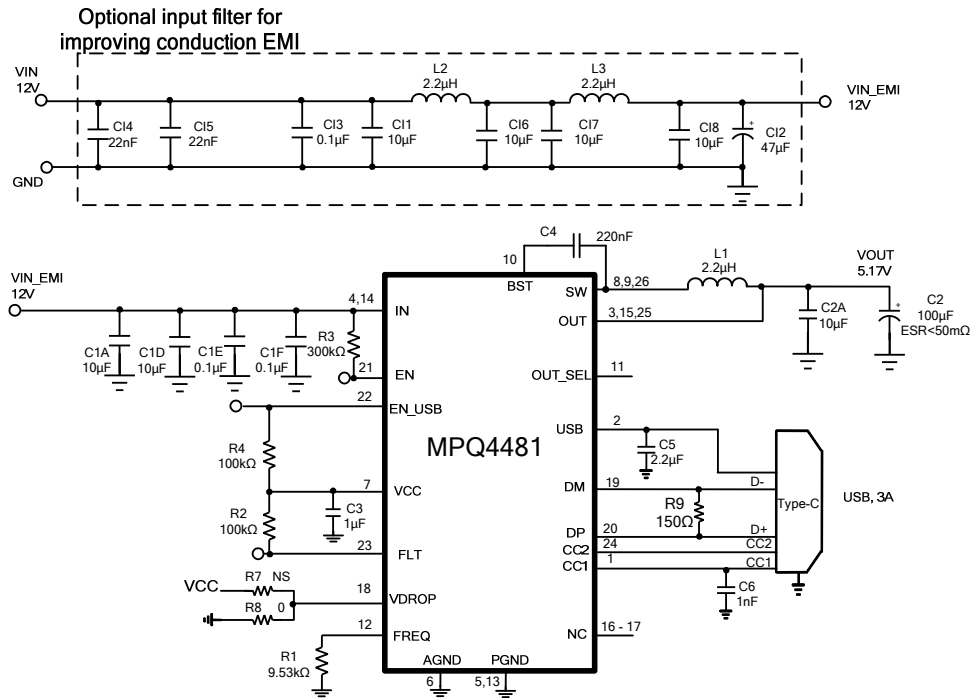 Optional input filter for
improving conduction EMI
VIN
12V
L2
2.2µH
L3
2.2µH
VIN_EMI
12V
CI4
22nF
CI5
22nF
CI3
0.1µF
CI1
10µF
CI6
10µF
CI7
10µF
CI8
10µF
+
CI2
47µF
GND
C4
220nF
10
BST
L1
2.2µH
VOUT
5.17V
VIN_EMI
12V
4,14
IN
SW
8,9,26
OUT
3,15,25
C2A
10µF
+
C2
100µF
ESR<50mΩ
C1A
10µF
C1D
10µF
C1E
0.1µF
C1F
0.1µF
R3
300kΩ
21
EN
OUT_SEL
11
22
EN_USB
MPQ4481
USB
2
C5
2.2µF
R4
100kΩ
7
VCC
C3
1µF
DM
19
D-
R9
150Ω
Type-C
USB, 3A
R2
100kΩ
23
FLT
DP
20
D+
CC2
24
CC2
CC1
1
CC1
C6
1nF
VCC
R7
NS
R8
0
18
VDROP
12
FREQ
R1
9.53kΩ
NC
16 - 17
AGND
6
PGND
5,13